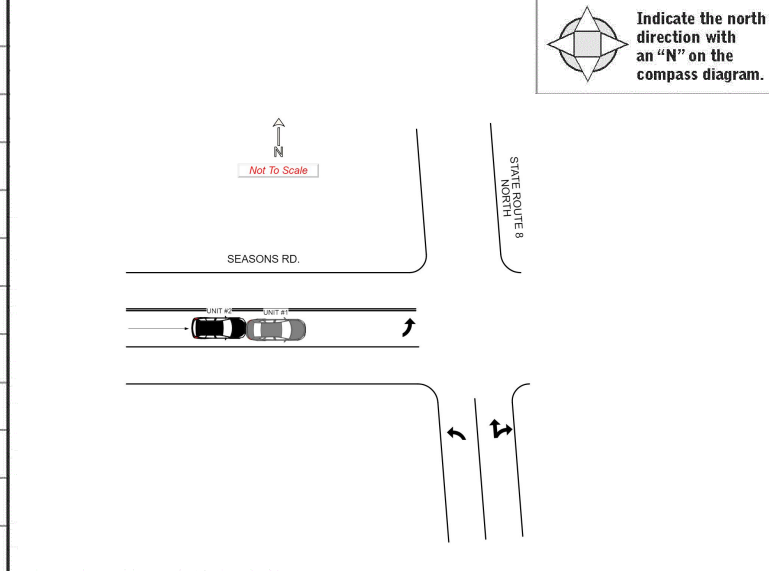 Indicate the north
direction with
an “N” on the
compass diagram.
N
Not To Scale
STATE ROUTE 8
NORTH
SEASONS RD.
UNIT #2
UNIT #1